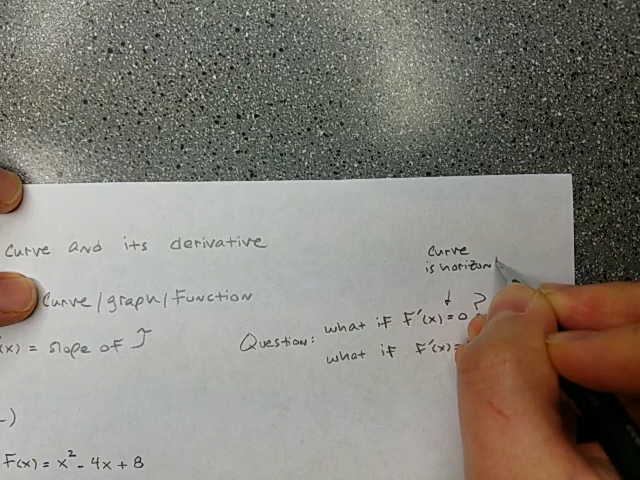 Curve and its derivative
Curve
is horizon
Curve/graph/Function
(x) = slope of
Question: what if F'(x)=0 ?
what if F'(x)=
F(x) = x² - 4x + 8